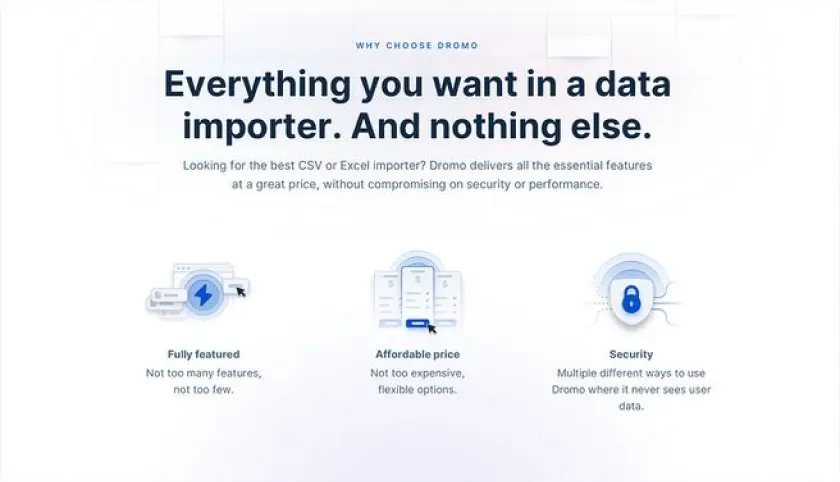 WHY CHOOSE DROMO
Everything you want in a data
importer. And nothing else.
Looking for the best CSV or Excel importer? Dromo delivers all the essential features
at a great price, without compromising on security or performance.
$ $ $
Fully featured
Not too many features,
not too few.
Affordable price
Not too expensive,
flexible options.
Security
Multiple different ways to use
Dromo where it never sees user
data.